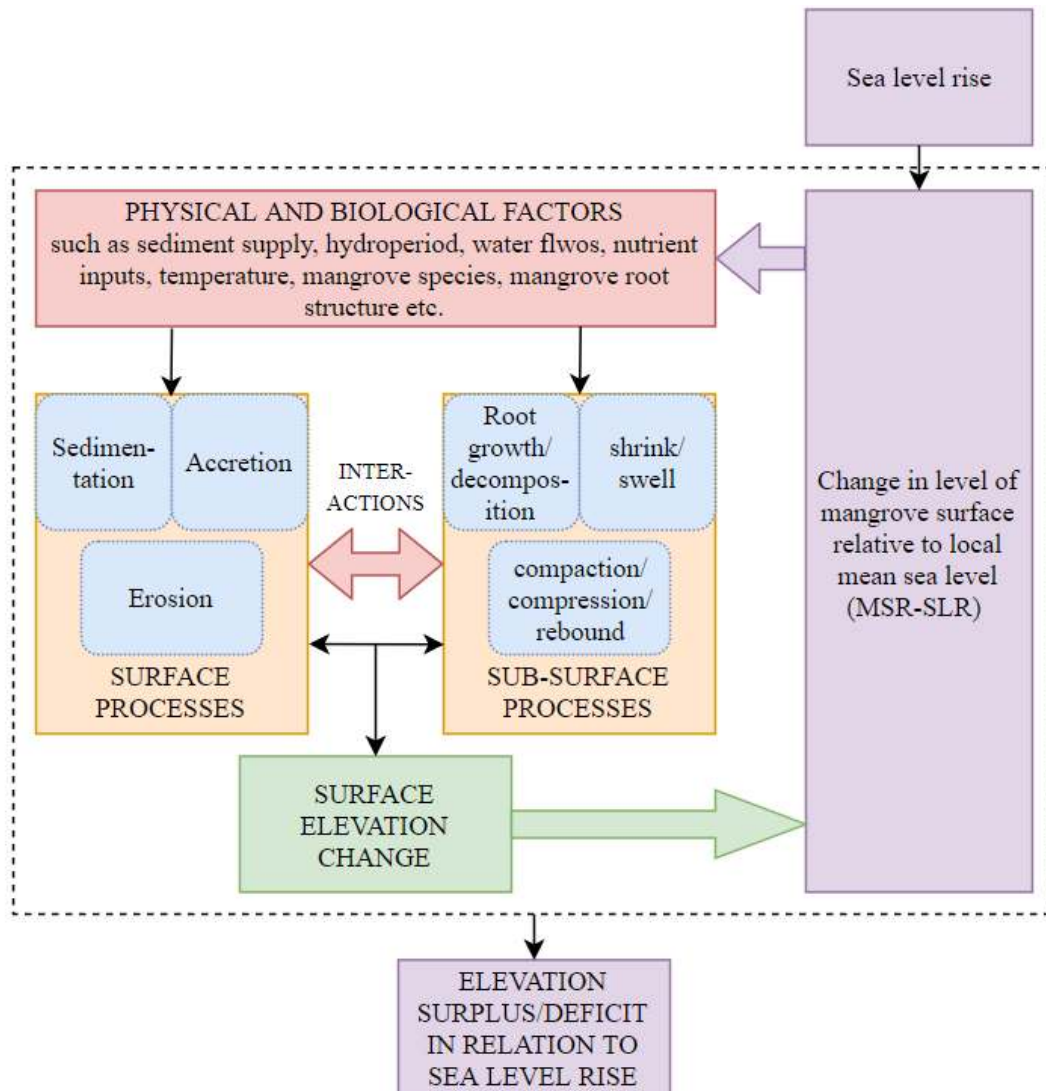 Sea level rise
PHYSICAL AND BIOLOGICAL FACTORS
such as sediment supply, hydroperiod, water flwos, nutrient
inputs, temperature, mangrove species, mangrove root
structure etc.
Sedimen-
tation
Accretion
Erosion
SURFACE
PROCESSES
INTER-
ACTIONS
Root
growth/
decompos-
ition
shrink/
swell
compaction/
compression/
rebound
SUB-SURFACE
PROCESSES
Change in level of
mangrove surface
relative to local
mean sea level
(MSR-SLR)
SURFACE
ELEVATION
CHANGE
ELEVATION
SURPLUS/DEFICIT
IN RELATION TO
SEA LEVEL RISE